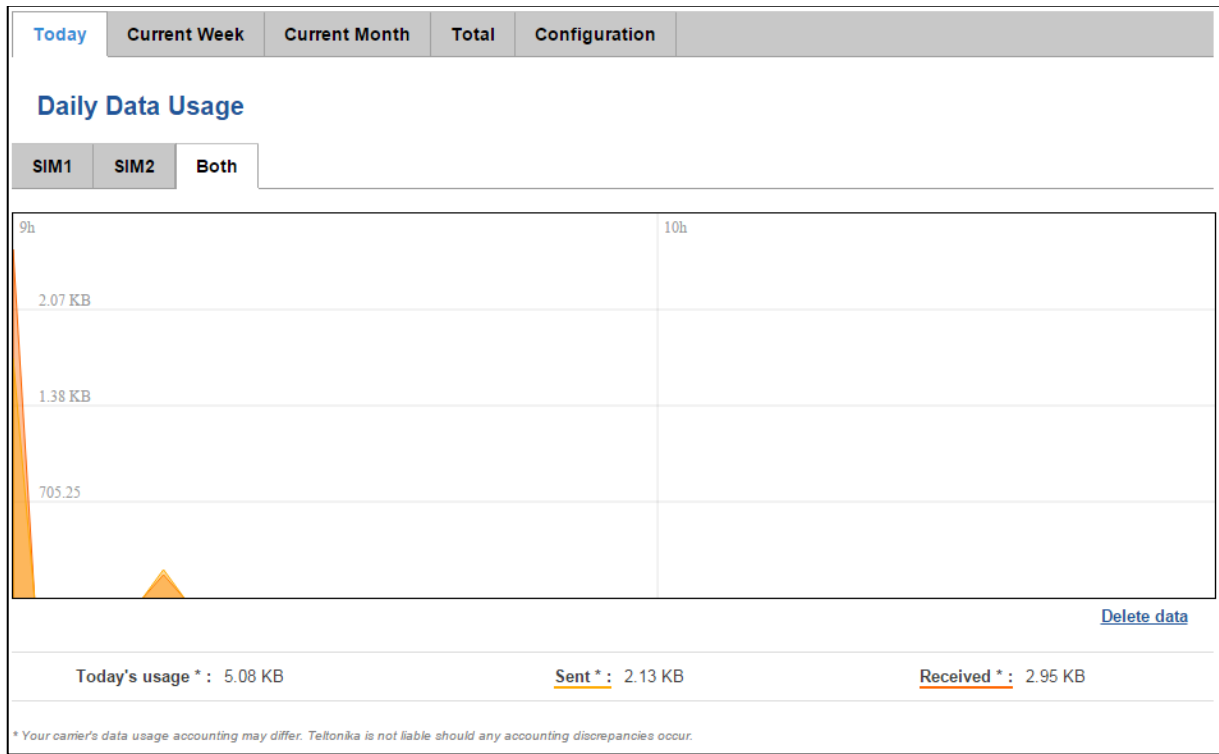 Today Current Week Current Month Total Configuration
Daily Data Usage
SIM1 SIM2 Both
9h 10h
2.07 KB
1.38 KB
705.25
Delete data
Today's usage * : 5.08 KB Sent * : 2.13 KB Received * : 2.95 KB
* Your carrier's data usage accounting may differ. Teltonika is not liable should any accounting discrepancies occur.